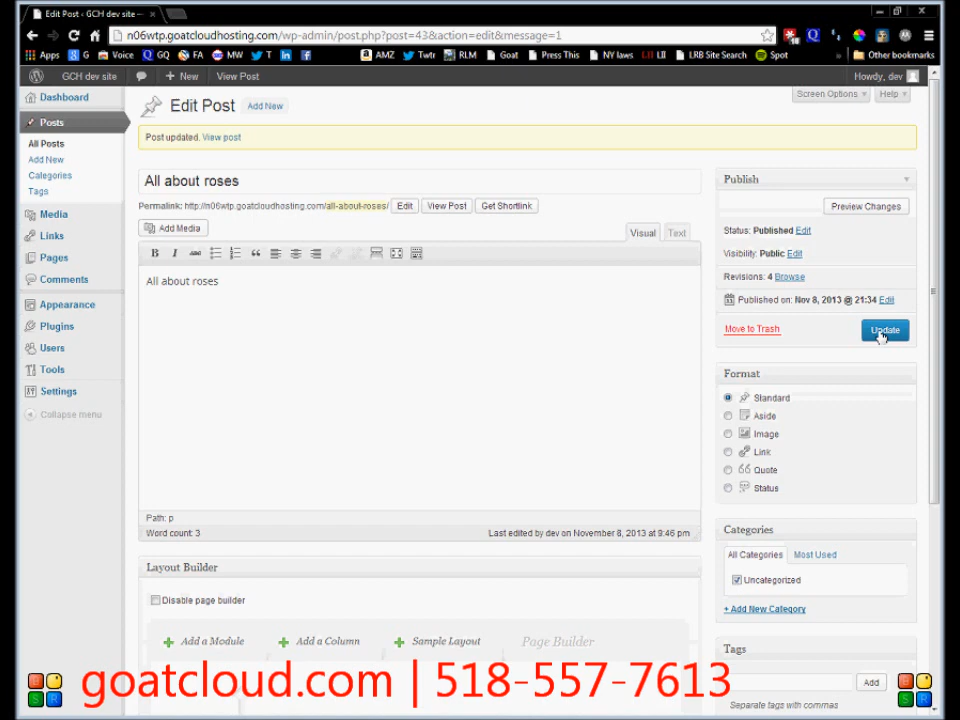 Edit Post ‹ GCH dev site –
n06wtp.goatcloudhosting.com/wp-admin/post.php?post=43&action=edit&message=1
Apps G Voice GQ FA MW T AMZ Twtr RLM Goat Press This NY laws LII LRB Site Search Spot » Other bookmarks
GCH dev site + New View Post Howdy, dev
Dashboard
Posts
All Posts
Add New
Categories
Tags
Media
Links
Pages
Comments
Appearance
Plugins
Users
Tools
Settings
Collapse menu
Screen Options Help
Edit Post Add New
Post updated. View post
All about roses
Permalink: http://n06wtp.goatcloudhosting.com/all-about-roses/ Edit View Post Get Shortlink
Add Media
Visual Text
B I ABC
All about roses
Path: p
Word count: 3 Last edited by dev on November 8, 2013 at 9:46 pm
Layout Builder
Disable page builder
Add a Module Add a Column Sample Layout Page Builder
Publish
Preview Changes
Status: Published Edit
Visibility: Public Edit
Revisions: 4 Browse
Published on: Nov 8, 2013 @ 21:34 Edit
Move to Trash Update
Format
Standard
Aside
Image
Link
Quote
Status
Categories
All Categories Most Used
Uncategorized
+ Add New Category
Tags
Add
Separate tags with commas
goatcloud.com | 518-557-7613